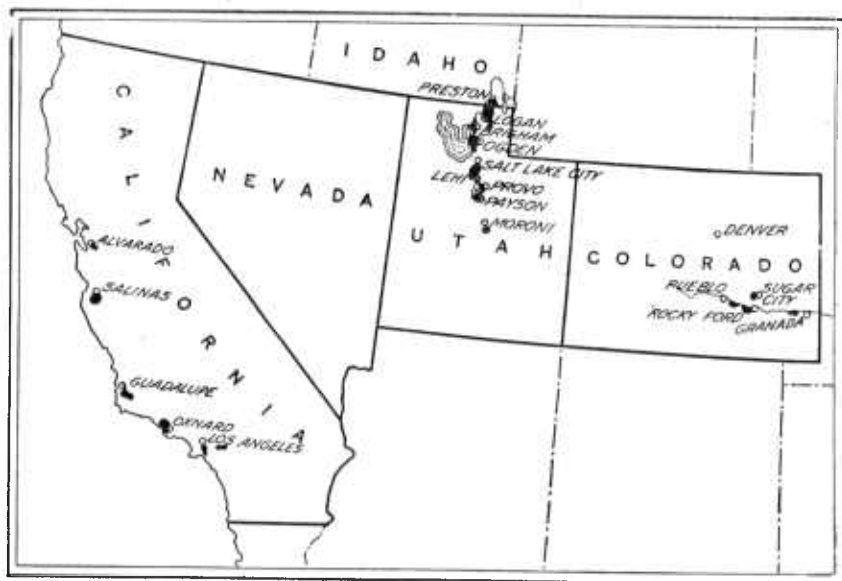 IDAHO
PRESTON
CALIFORNIA
LOGAN
BRIGHAM
OGDEN
NEVADA
SALT LAKE CITY
LEHI
PROVO
PAYSON
MORONI
UTAH
DENVER
ALVARADO
COLORADO
SALINAS
PUEBLO
SUGAR
CITY
ROCKY FORD
GRANADA
GUADALUPE
OXNARD
LOS ANGELES